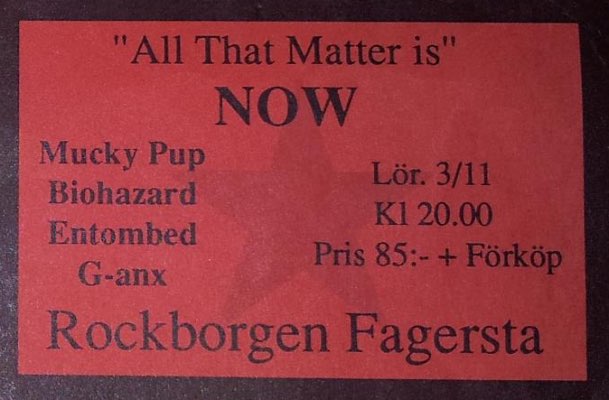 "All That Matter is"
NOW
Mucky Pup
Biohazard
Entombed
G-anx
Lör. 3/11
Kl 20.00
Pris 85:- + Förköp
Rockborgen Fagersta